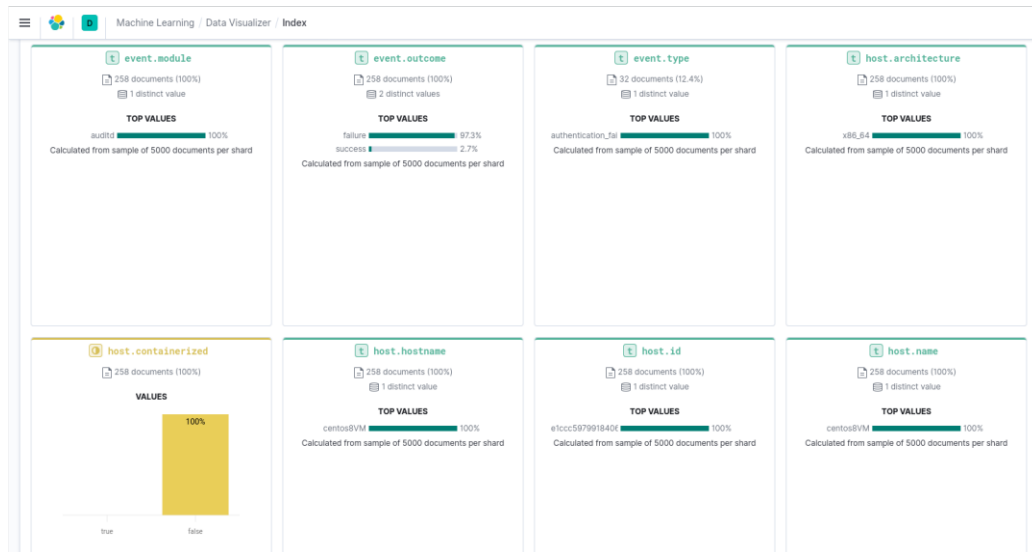 D Machine Learning / Data Visualizer / Index
t event.module
258 documents (100%)
1 distinct value
TOP VALUES
auditd 100%
Calculated from sample of 5000 documents per shard
t event.outcome
258 documents (100%)
2 distinct values
TOP VALUES
failure 97.3%
success 2.7%
Calculated from sample of 5000 documents per shard
t event.type
32 documents (12.4%)
1 distinct value
TOP VALUES
authentication_fai 100%
Calculated from sample of 5000 documents per shard
t host.architecture
258 documents (100%)
1 distinct value
TOP VALUES
x86_64 100%
Calculated from sample of 5000 documents per shard
host.containerized
258 documents (100%)
VALUES
100%
true false
t host.hostname
258 documents (100%)
1 distinct value
TOP VALUES
centos8VM 100%
Calculated from sample of 5000 documents per shard
t host.id
258 documents (100%)
1 distinct value
TOP VALUES
e1ccc5979918406 100%
Calculated from sample of 5000 documents per shard
t host.name
258 documents (100%)
1 distinct value
TOP VALUES
centos8VM 100%
Calculated from sample of 5000 documents per shard